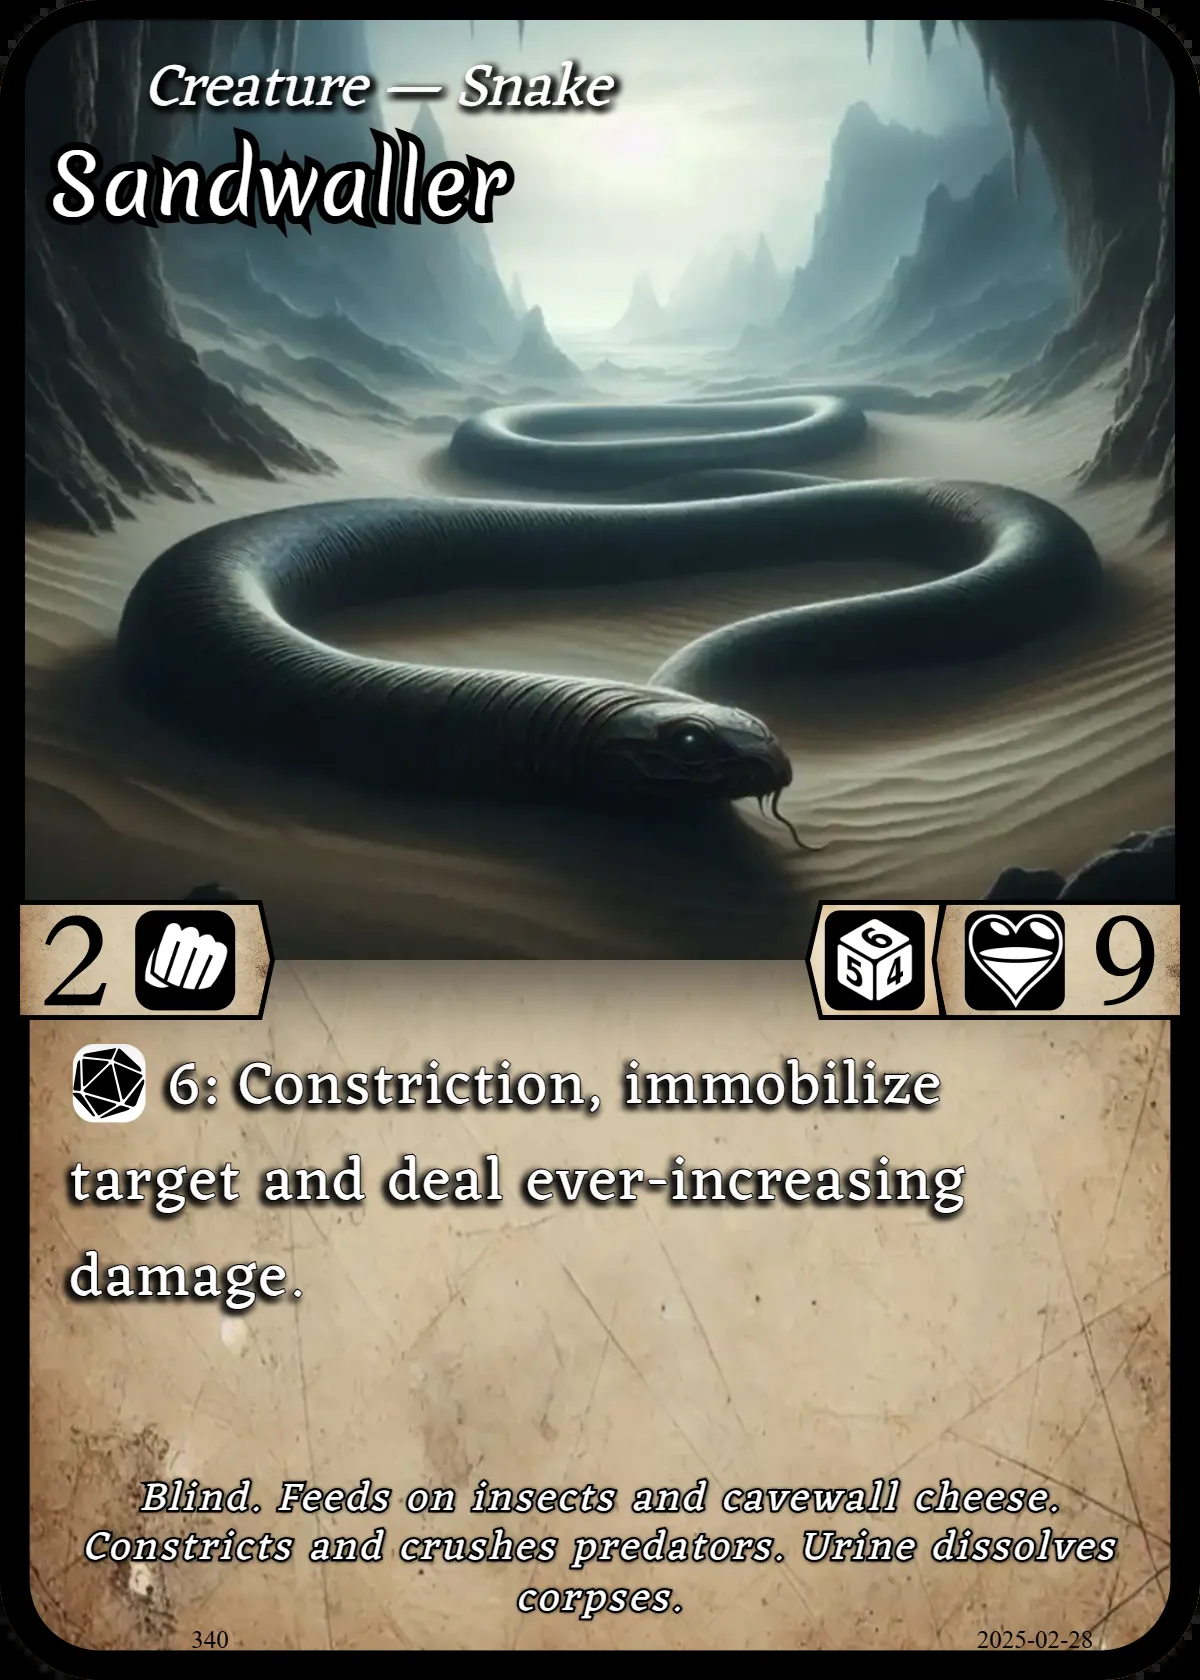 Creature — Snake
Sandwaller
2
6
5 4
9
6: Constriction, immobilize
target and deal ever-increasing
damage.
Blind. Feeds on insects and cavewall cheese.
Constricts and crushes predators. Urine dissolves
corpses.
340
2025-02-28